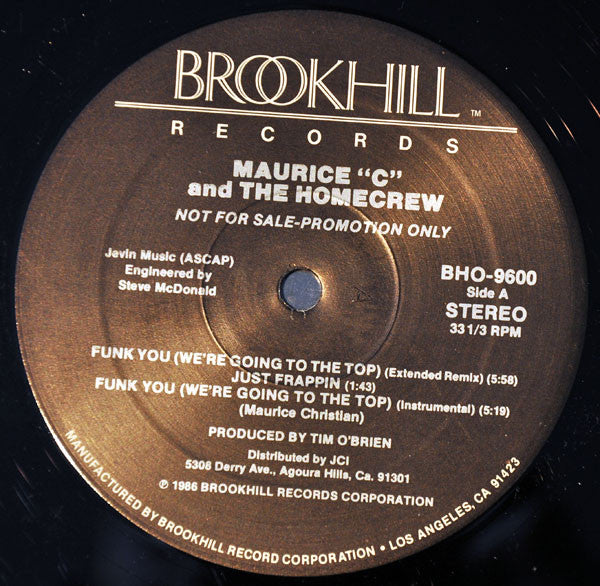 BROOKHILL TM
RECORDS
MAURICE "C"
and THE HOMECREW
NOT FOR SALE-PROMOTION ONLY
Jevin Music (ASCAP)
Engineered by
Steve McDonald
BHO-9600
Side A
STEREO
33 1/3 RPM
FUNK YOU (WE'RE GOING TO THE TOP) (Extended Remix) (5:58)
JUST FRAPPIN (1:43)
FUNK YOU (WE'RE GOING TO THE TOP) (Instrumental) (5:19)
(Maurice Christian)
PRODUCED BY TIM O'BRIEN
Distributed by JCI
5308 Derry Ave., Agoura Hills, Ca. 91301
℗ 1986 BROOKHILL RECORDS CORPORATION
MANUFACTURED BY BROOKHILL RECORD CORPORATION • LOS ANGELES, CA 91423